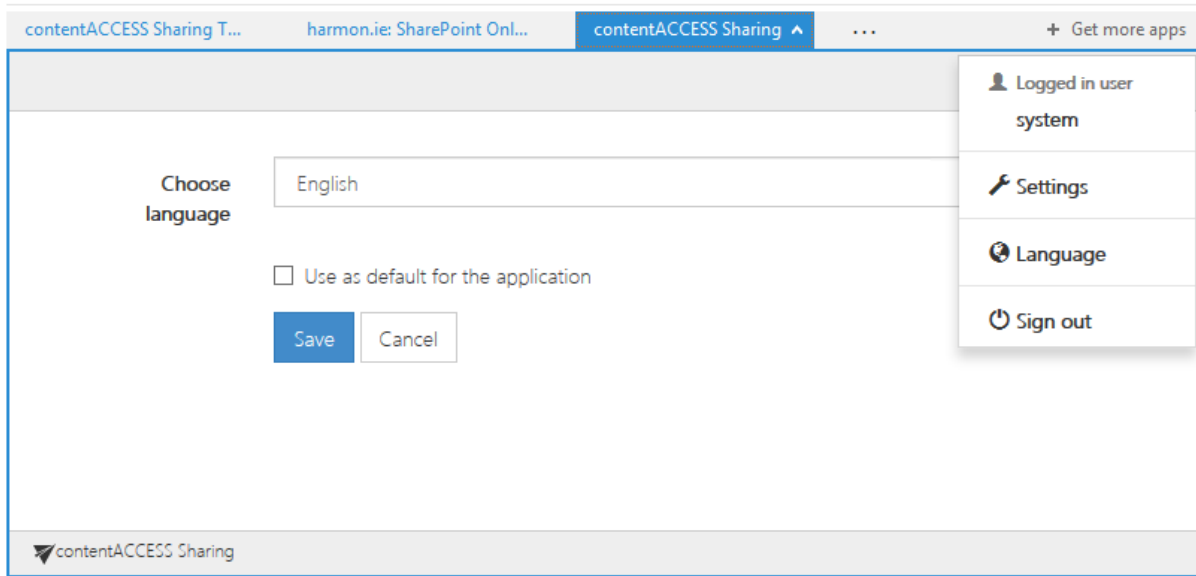 contentACCESS Sharing T... harmon.ie: SharePoint Onl... contentACCESS Sharing ... + Get more apps
Logged in user
system
Choose language
English
Settings
Language
Use as default for the application
Sign out
Save Cancel
contentACCESS Sharing